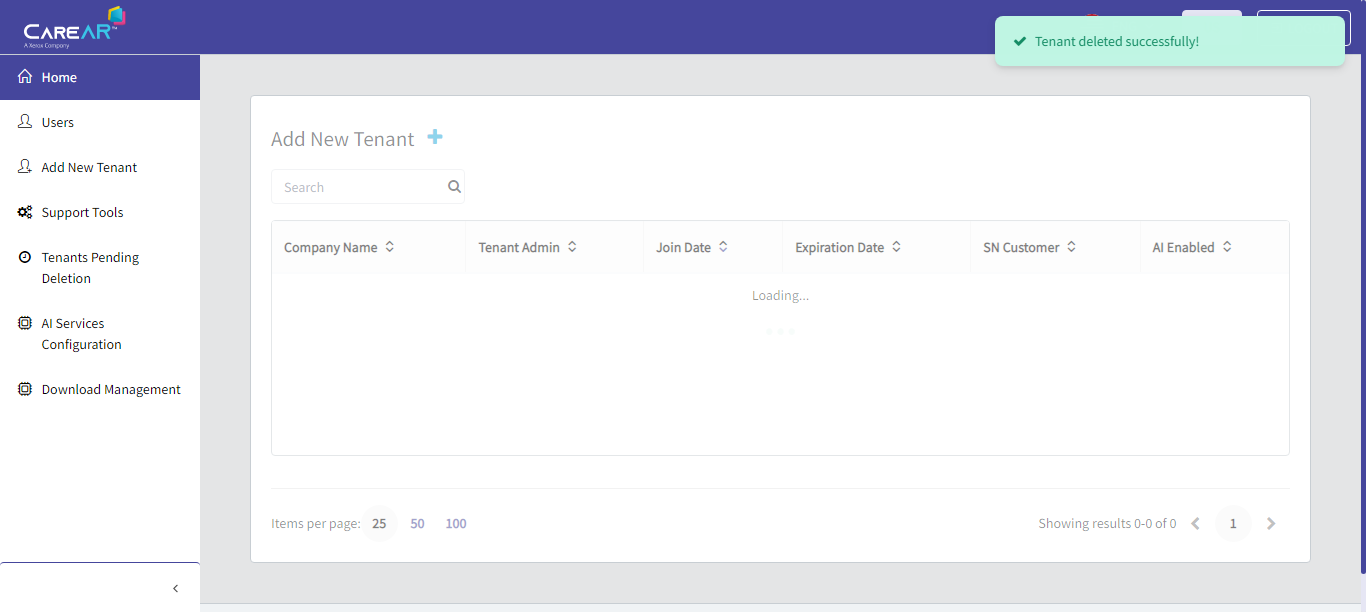 CAREAR™
A Xerox Company
Tenant deleted successfully!
Home
Users
Add New Tenant
Support Tools
Tenants Pending
Deletion
AI Services
Configuration
Download Management
Add New Tenant
Search
Company Name Tenant Admin Join Date Expiration Date SN Customer AI Enabled
Loading...
Items per page: 25 50 100
Showing results 0-0 of 0 1